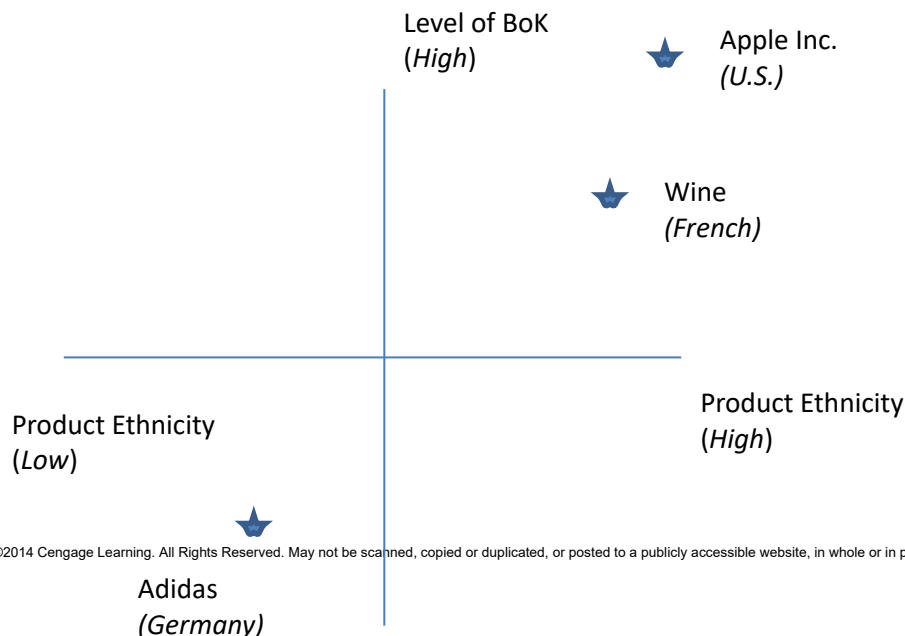 Level of BoK
(High)
Apple Inc.
(U.S.)
Wine
(French)
Product Ethnicity
(High)
Product Ethnicity
(Low)
©2014 Cengage Learning. All Rights Reserved. May not be scanned, copied or duplicated, or posted to a publicly accessible website, in whole or in p
Adidas
(Germany)